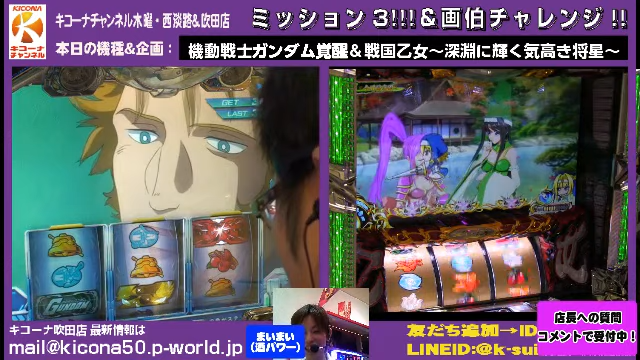 KICONA
キコーナ
チャンネル
キコーナチャンネル水曜・西淡路&吹田店
ミッション3!!!&画伯チャレンジ!!
本日の機種&企画：
機動戦士ガンダム覚醒&戦国乙女～深淵に輝く気高き将星～
GET
LAST
GUNDAM
キコーナ吹田店 最新情報は
mail@kicona50.p-world.jp
まいまい
(酒パワー)
友だち追加→ID
LINEID:@k-sui
店長への質問
コメントで受付中!